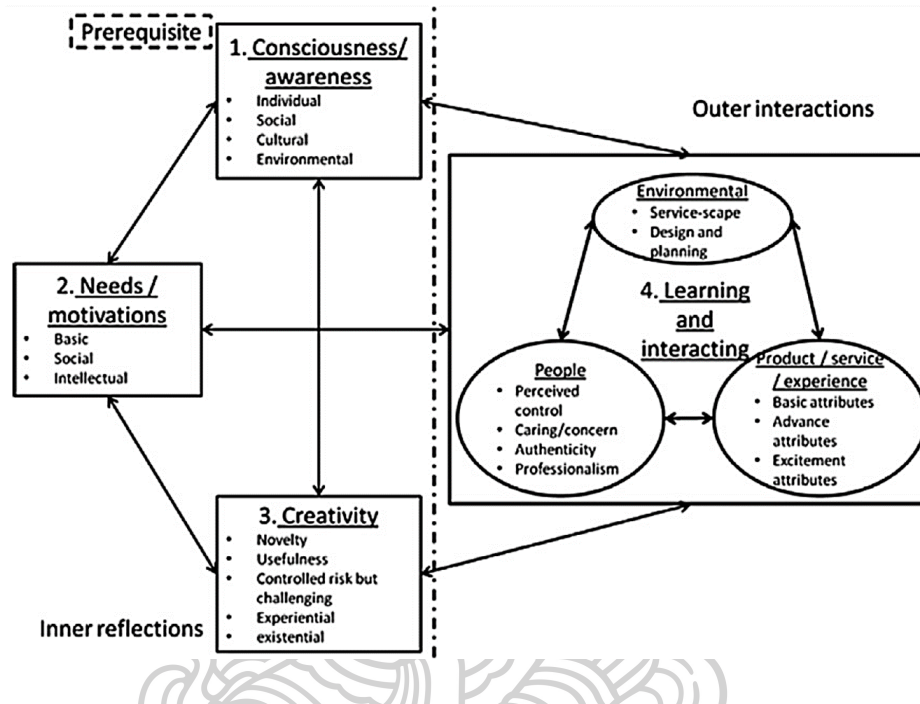 Prerequisite
1. Consciousness/
awareness
• Individual
• Social
• Cultural
• Environmental
Outer interactions
Environmental
• Service-scape
• Design and
planning
2. Needs /
motivations
• Basic
• Social
• Intellectual
4. Learning
and
interacting
People
• Perceived
control
• Caring/concern
• Authenticity
• Professionalism
Product / service
/ experience
• Basic attributes
• Advance
attributes
• Excitement
attributes
3. Creativity
• Novelty
• Usefulness
• Controlled risk but
challenging
• Experiential
• existential
Inner reflections